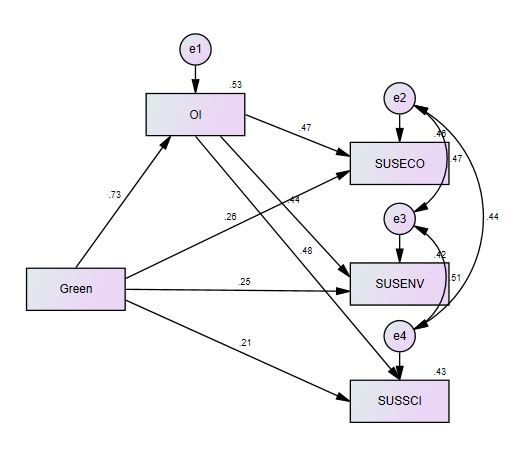 e1
.53
OI
e2
.46
.47
SUSECO
.47
.73
.44
.26
e3
.44
.48
.42
.25
.51
Green
SUSENV
e4
.21
.43
SUSSCI